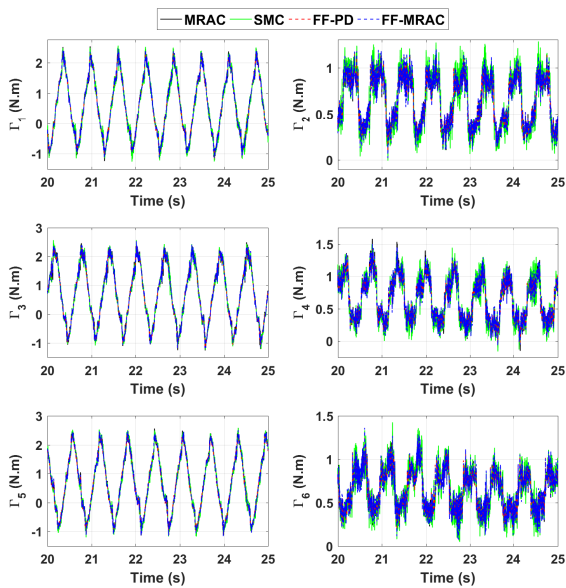 MRAC SMC FF-PD FF-MRAC
Γ1 (N.m)
2
1
0
-1
20 21 22 23 24 25
Time (s)
Γ2 (N.m)
1
0.5
0
20 21 22 23 24 25
Time (s)
Γ3 (N.m)
3
2
1
0
-1
20 21 22 23 24 25
Time (s)
Γ4 (N.m)
1.5
1
0.5
0
20 21 22 23 24 25
Time (s)
Γ5 (N.m)
3
2
1
0
-1
20 21 22 23 24 25
Time (s)
Γ6 (N.m)
1.5
1
0.5
0
20 21 22 23 24 25
Time (s)